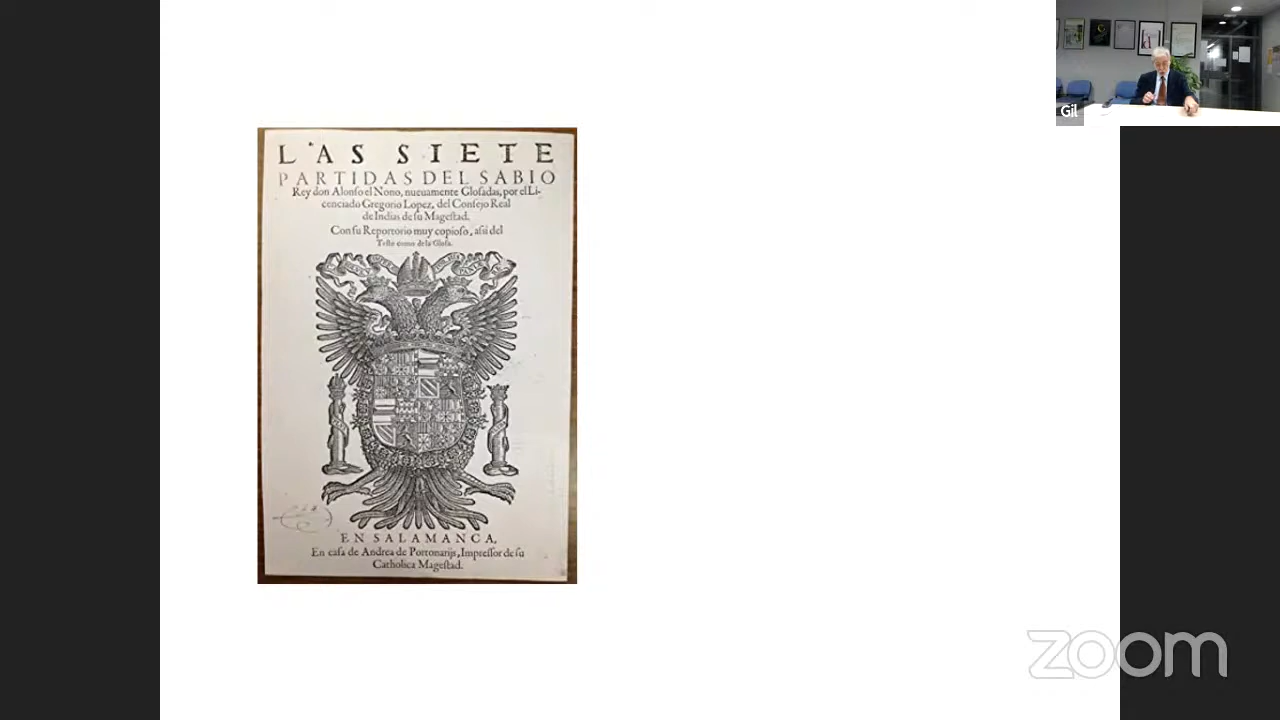 LAS SIETE
PARTIDAS DEL SABIO
Rey don Alonso el Nono, nueuamente Glosadas, por el Li-
cenciado Gregorio Lopez, del Consejo Real
de Indias de su Magestad.
Con su Reportorio muy copioso, assi del
Testo como de la Glosa.
EN SALAMANCA,
En casa de Andrea de Portonarijs, Impressor de su
Catholica Magestad.
Gil
zoom